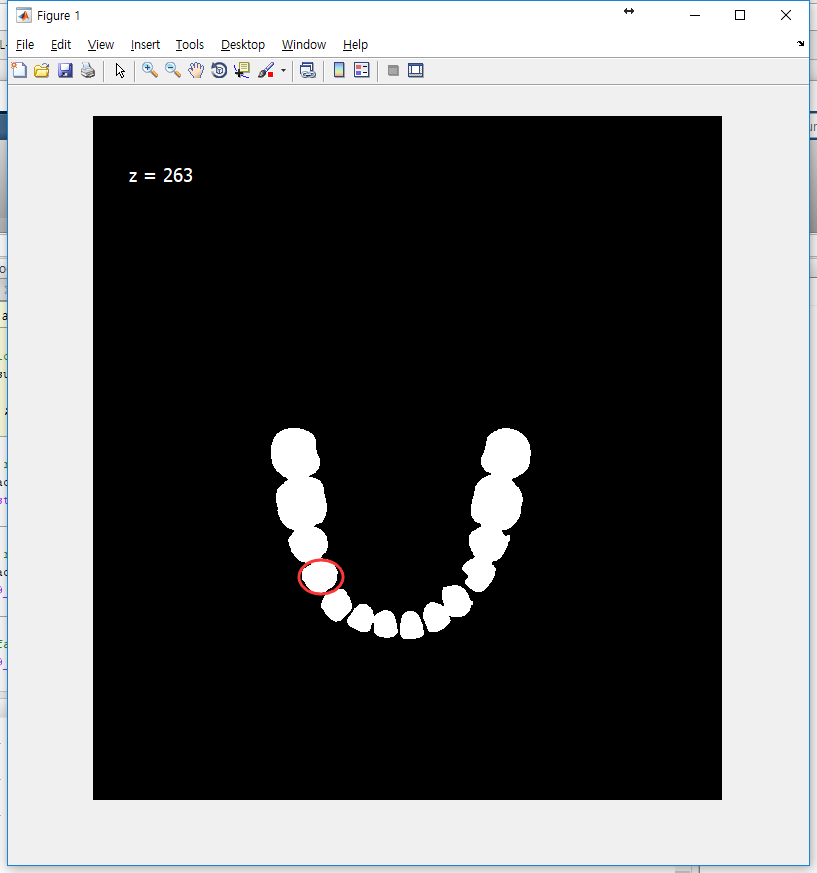 Figure 1
File Edit View Insert Tools Desktop Window Help
z = 263